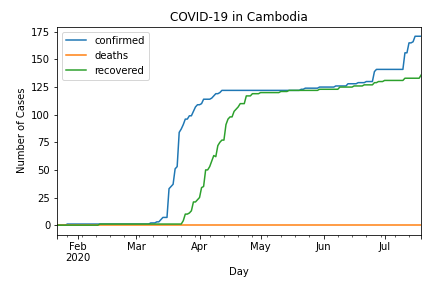 COVID-19 in Cambodia
confirmed
deaths
recovered
Number of Cases
175
150
125
100
75
50
25
0
Feb
2020
Mar
Apr
May
Jun
Jul
Day